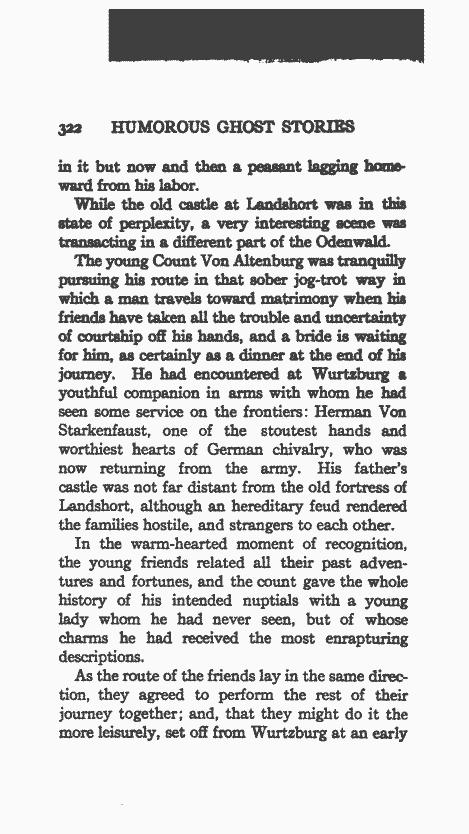 322 HUMOROUS GHOST STORIES
in it but now and then a peasant lagging home-
ward from his labor.
While the old castle at Landshort was in this
state of perplexity, a very interesting scene was
transacting in a different part of the Odenwald.
The young Count Von Altenburg was tranquilly
pursuing his route in that sober jog-trot way in
which a man travels toward matrimony when his
friends have taken all the trouble and uncertainty
of courtship off his hands, and a bride is waiting
for him, as certainly as a dinner at the end of his
journey. He had encountered at Wurtzburg a
youthful companion in arms with whom he had
seen some service on the frontiers: Herman Von
Starkenfaust, one of the stoutest hands and
worthiest hearts of German chivalry, who was
now returning from the army. His father's
castle was not far distant from the old fortress of
Landshort, although an hereditary feud rendered
the families hostile, and strangers to each other.
In the warm-hearted moment of recognition,
the young friends related all their past adven-
tures and fortunes, and the count gave the whole
history of his intended nuptials with a young
lady whom he had never seen, but of whose
charms he had received the most enrapturing
descriptions.
As the route of the friends lay in the same direc-
tion, they agreed to perform the rest of their
journey together; and, that they might do it the
more leisurely, set off from Wurtzburg at an early